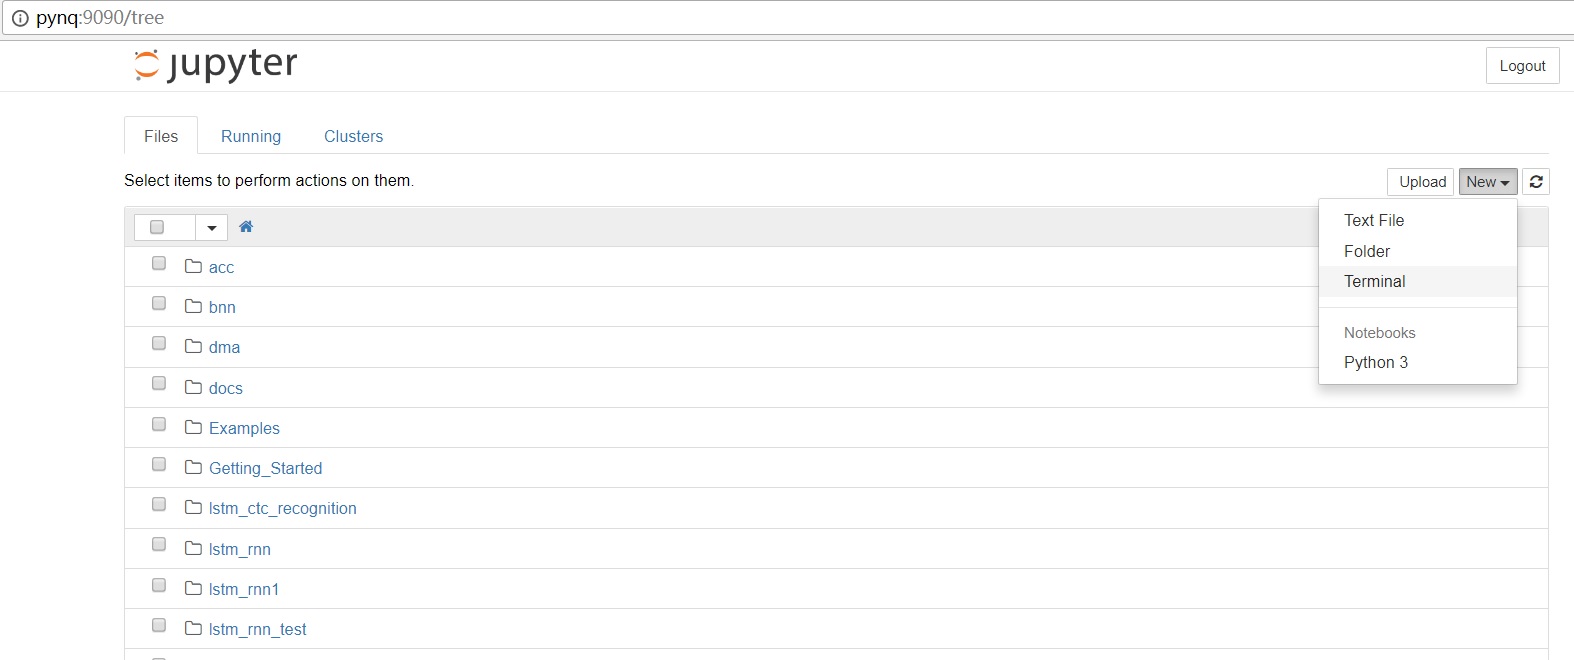 pynq:9090/tree
jupyter
Logout
Files Running Clusters
Select items to perform actions on them.
Upload New
Text File
Folder
Terminal
Notebooks
Python 3
acc
bnn
dma
docs
Examples
Getting_Started
lstm_ctc_recognition
lstm_rnn
lstm_rnn1
lstm_rnn_test